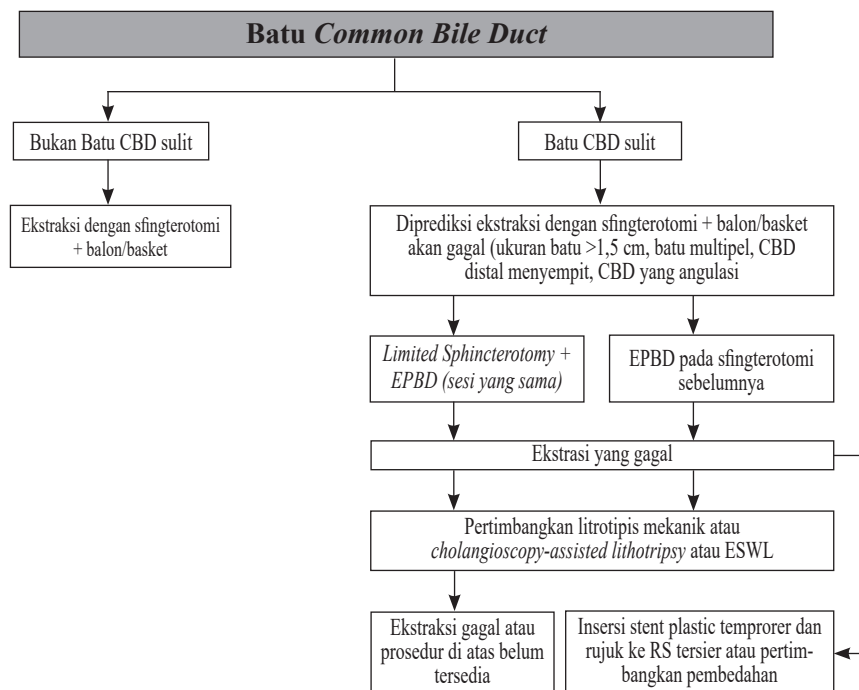 Batu Common Bile Duct
Bukan Batu CBD sulit
Batu CBD sulit
Ekstraksi dengan sfingterotomi
+ balon/basket
Diprediksi ekstraksi dengan sfingterotomi + balon/basket
akan gagal (ukuran batu >1,5 cm, batu multipel, CBD
distal menyempit, CBD yang angulasi
Limited Sphincterotomy +
EPBD (sesi yang sama)
EPBD pada sfingterotomi
sebelumnya
Ekstrasi yang gagal
Pertimbangkan litrotipis mekanik atau
cholangioscopy-assisted lithotripsy atau ESWL
Ekstraksi gagal atau
prosedur di atas belum
tersedia
Insersi stent plastic temprorer dan
rujuk ke RS tersier atau pertim-
bangkan pembedahan